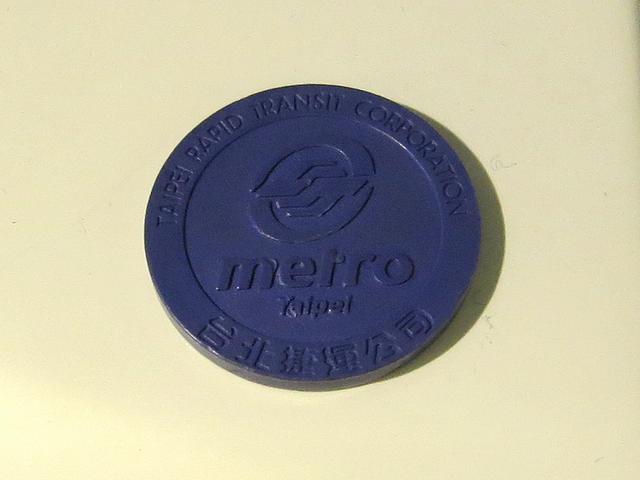 TAIPEI RAPID TRANSIT CORPORATION
metro
Taipei
台北捷運公司